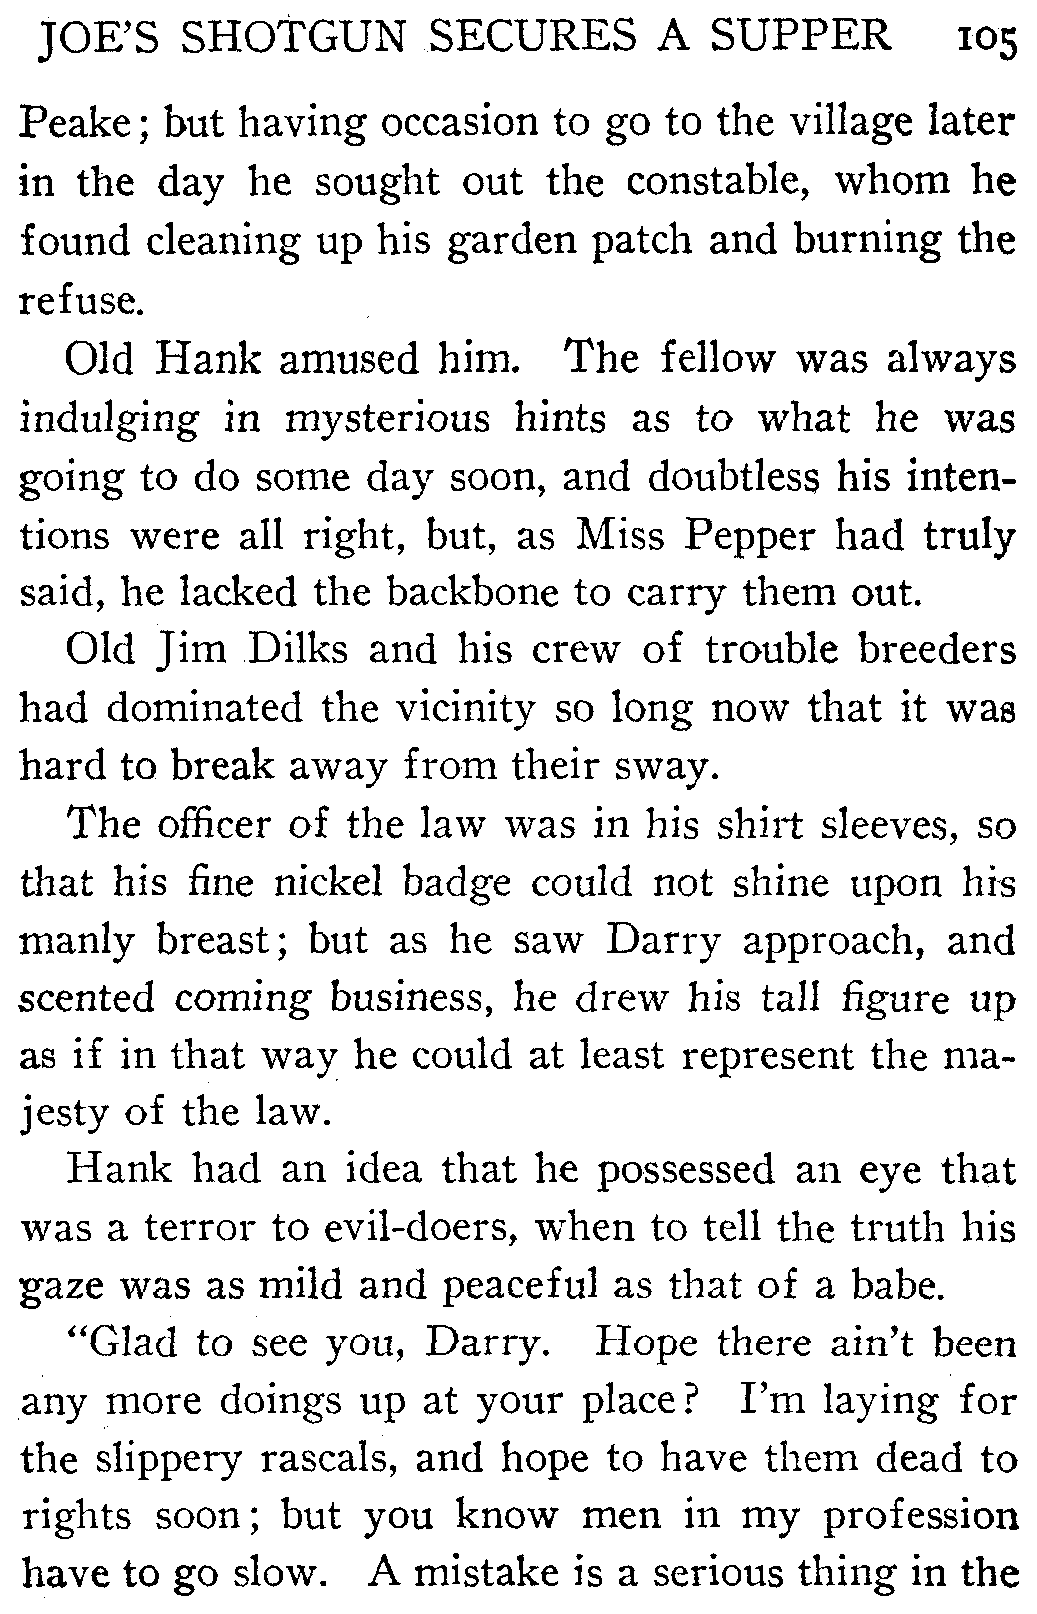 JOE'S SHOTGUN SECURES A SUPPER 105
Peake; but having occasion to go to the village later
in the day he sought out the constable, whom he
found cleaning up his garden patch and burning the
refuse.
Old Hank amused him. The fellow was always
indulging in mysterious hints as to what he was
going to do some day soon, and doubtless his inten-
tions were all right, but, as Miss Pepper had truly
said, he lacked the backbone to carry them out.
Old Jim Dilks and his crew of trouble breeders
had dominated the vicinity so long now that it was
hard to break away from their sway.
The officer of the law was in his shirt sleeves, so
that his fine nickel badge could not shine upon his
manly breast; but as he saw Darry approach, and
scented coming business, he drew his tall figure up
as if in that way he could at least represent the ma-
jesty of the law.
Hank had an idea that he possessed an eye that
was a terror to evil-doers, when to tell the truth his
gaze was as mild and peaceful as that of a babe.
"Glad to see you, Darry. Hope there ain't been
any more doings up at your place? I'm laying for
the slippery rascals, and hope to have them dead to
rights soon; but you know men in my profession
have to go slow. A mistake is a serious thing in the